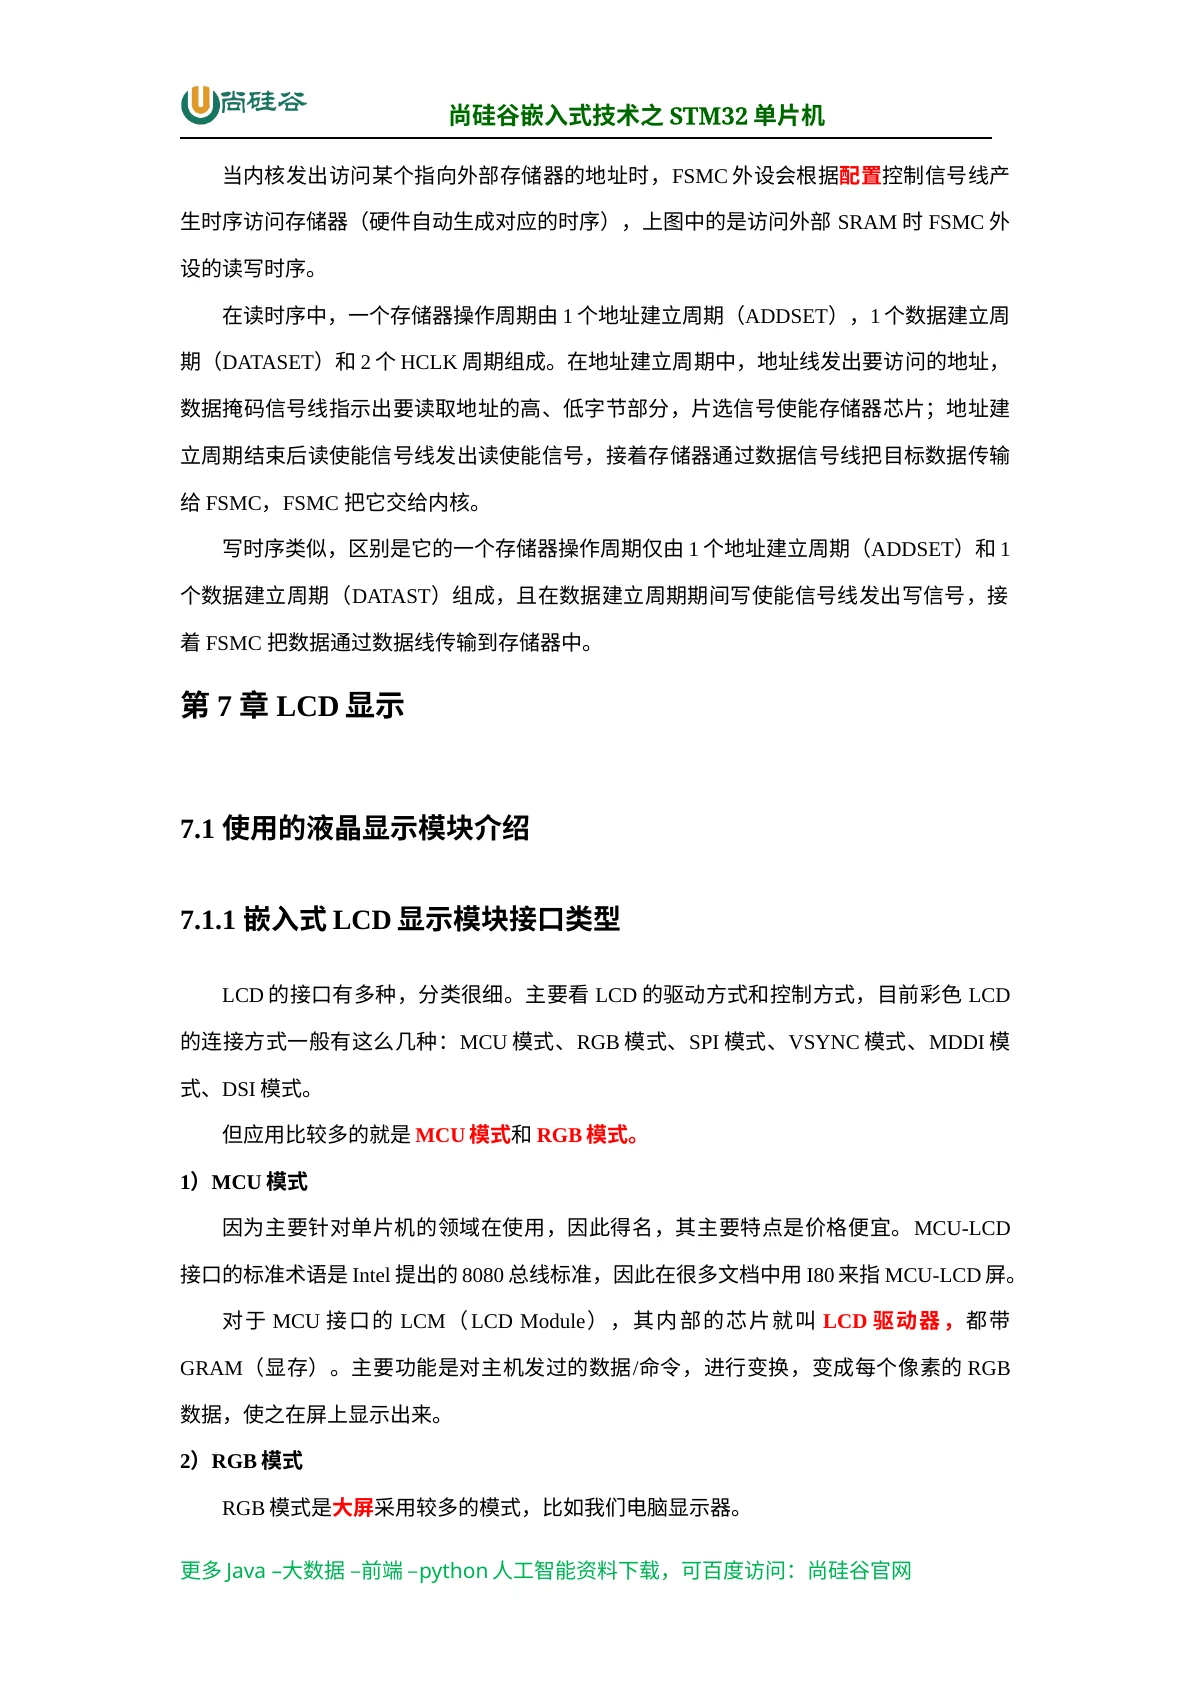 尚硅谷
尚硅谷嵌入式技术之 STM32 单片机
当内核发出访问某个指向外部存储器的地址时，FSMC 外设会根据配置控制信号线产
生时序访问存储器（硬件自动生成对应的时序），上图中的是访问外部 SRAM 时 FSMC 外
设的读写时序。
在读时序中，一个存储器操作周期由 1 个地址建立周期（ADDSET），1 个数据建立周
期（DATASET）和 2 个 HCLK 周期组成。在地址建立周期中，地址线发出要访问的地址，
数据掩码信号线指示出要读取地址的高、低字节部分，片选信号使能存储器芯片；地址建
立周期结束后读使能信号线发出读使能信号，接着存储器通过数据信号线把目标数据传输
给 FSMC，FSMC 把它交给内核。
写时序类似，区别是它的一个存储器操作周期仅由 1 个地址建立周期（ADDSET）和 1
个数据建立周期（DATAST）组成，且在数据建立周期期间写使能信号线发出写信号，接
着 FSMC 把数据通过数据线传输到存储器中。
第 7 章 LCD 显示
7.1 使用的液晶显示模块介绍
7.1.1 嵌入式 LCD 显示模块接口类型
LCD 的接口有多种，分类很细。主要看 LCD 的驱动方式和控制方式，目前彩色 LCD
的连接方式一般有这么几种：MCU 模式、RGB 模式、SPI 模式、VSYNC 模式、MDDI 模
式、DSI 模式。
但应用比较多的就是 MCU 模式和 RGB 模式。
1）MCU 模式
因为主要针对单片机的领域在使用，因此得名，其主要特点是价格便宜。MCU-LCD
接口的标准术语是 Intel 提出的 8080 总线标准，因此在很多文档中用 I80 来指 MCU-LCD 屏。
对于 MCU 接口的 LCM（LCD Module），其内部的芯片就叫 LCD 驱动器，都带
GRAM（显存）。主要功能是对主机发过的数据/命令，进行变换，变成每个像素的 RGB
数据，使之在屏上显示出来。
2）RGB 模式
RGB 模式是大屏采用较多的模式，比如我们电脑显示器。
更多 Java –大数据 –前端 –python 人工智能资料下载，可百度访问：尚硅谷官网